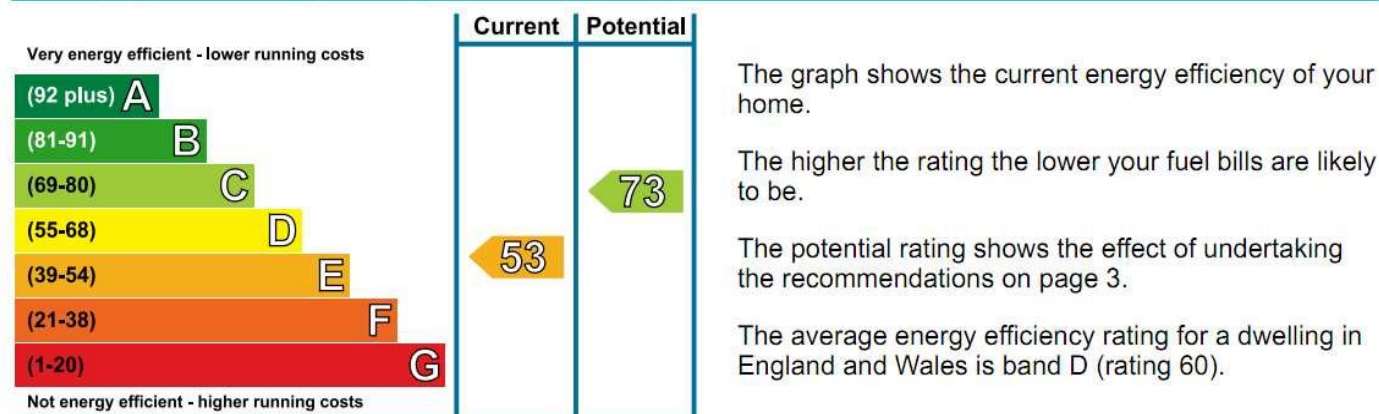 Current Potential
Very energy efficient - lower running costs
(92 plus) A
(81-91) B
(69-80) C
(55-68) D
(39-54) E
(21-38) F
(1-20) G
Not energy efficient - higher running costs
53
73
The graph shows the current energy efficiency of your
home.
The higher the rating the lower your fuel bills are likely
to be.
The potential rating shows the effect of undertaking
the recommendations on page 3.
The average energy efficiency rating for a dwelling in
England and Wales is band D (rating 60).